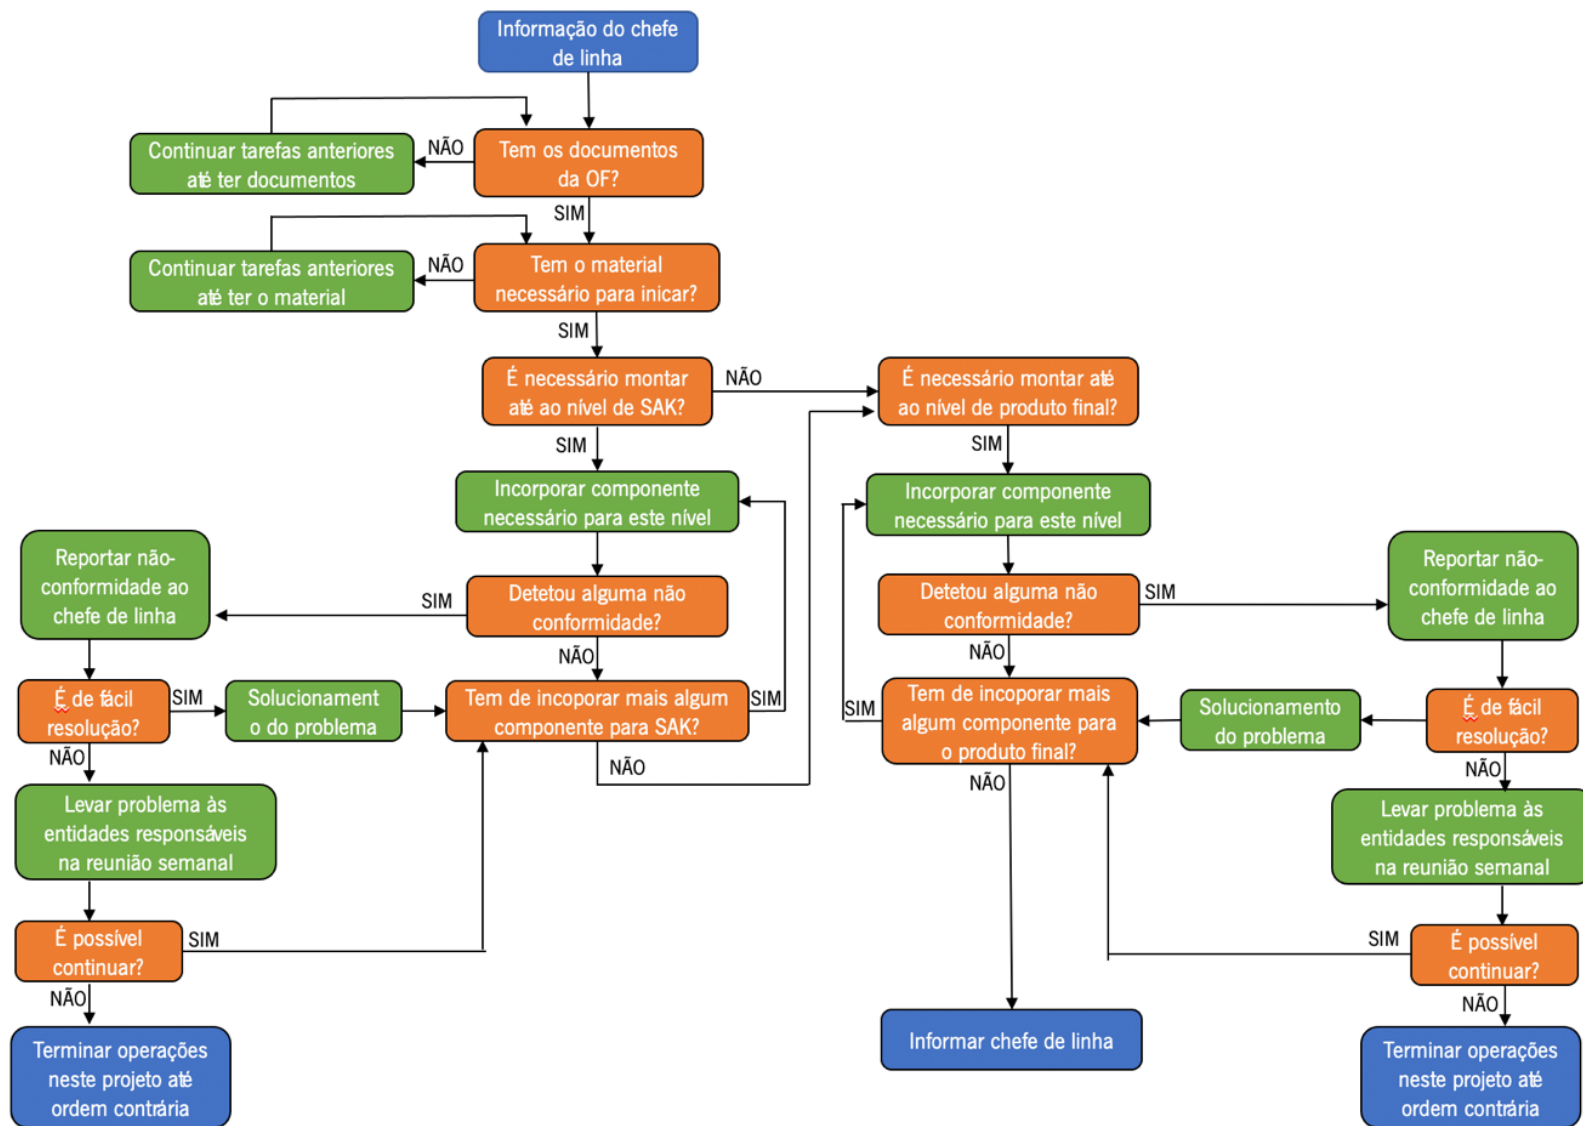 Informação do chefe
de linha
Continuar tarefas anteriores
até ter documentos
NÃO
Tem os documentos
da OF?
SIM
Continuar tarefas anteriores
até ter o material
NÃO
Tem o material
necessário para inicar?
SIM
É necessário montar
até ao nível de SAK?
NÃO
É necessário montar até
ao nível de produto final?
SIM
SIM
Incorporar componente
necessário para este nível
Incorporar componente
necessário para este nível
Reportar não-
conformidade ao
chefe de linha
SIM
Detetou alguma não
conformidade?
Detetou alguma não
conformidade?
SIM
Reportar não-
conformidade ao
chefe de linha
NÃO
NÃO
É de fácil
resolução?
SIM
Solucionament
o do problema
Tem de incoporar mais algum
componente para SAK?
SIM
SIM
Tem de incoporar mais
algum componente para
o produto final?
Solucionamento
do problema
É de fácil
resolução?
NÃO
NÃO
NÃO
NÃO
Levar problema às
entidades responsáveis
na reunião semanal
Levar problema às
entidades responsáveis
na reunião semanal
É possível
continuar?
SIM
SIM
É possível
continuar?
NÃO
NÃO
Terminar operações
neste projeto até
ordem contrária
Informar chefe de linha
Terminar operações
neste projeto até
ordem contrária